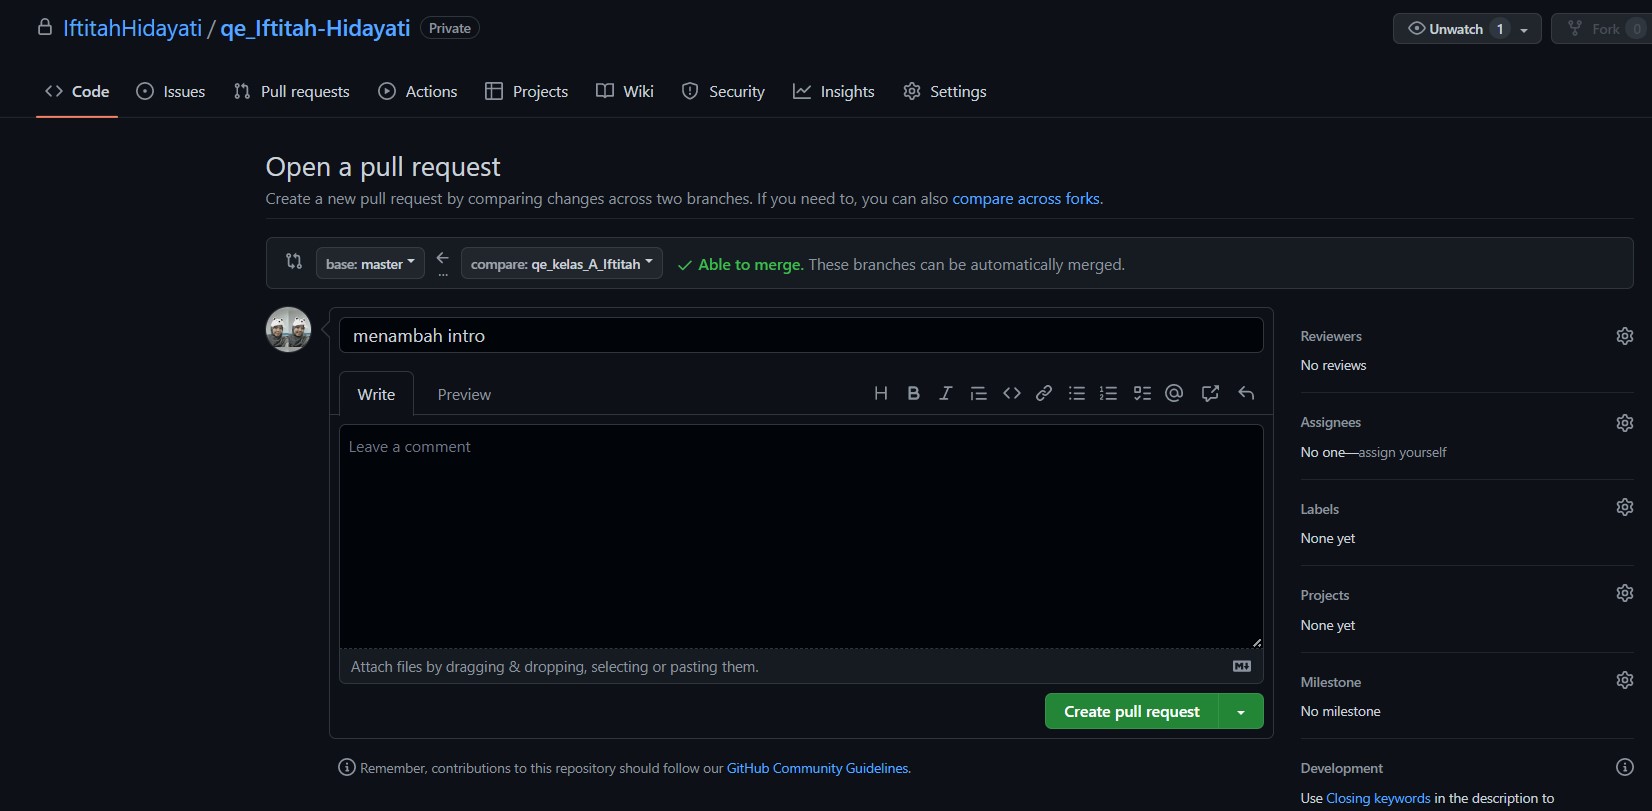 IftitahHidayati / qe_Iftitah-Hidayati Private
Unwatch 1 Fork 0
Code Issues Pull requests Actions Projects Wiki Security Insights Settings
Open a pull request
Create a new pull request by comparing changes across two branches. If you need to, you can also compare across forks.
base: master ... compare: qe_kelas_A_Iftitah Able to merge. These branches can be automatically merged.
menambah intro
Write Preview
Leave a comment
Attach files by dragging & dropping, selecting or pasting them.
Create pull request
Remember, contributions to this repository should follow our GitHub Community Guidelines.
Reviewers
No reviews
Assignees
No one—assign yourself
Labels
None yet
Projects
None yet
Milestone
No milestone
Development
Use Closing keywords in the description to